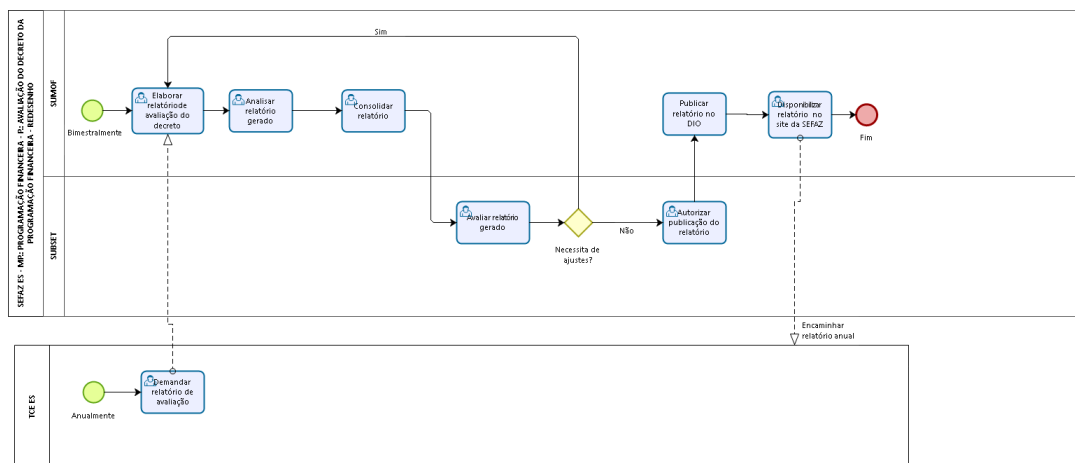 SEFAZ ES - MP.: PROGRAMAÇÃO FINANCEIRA - P.: AVALIAÇÃO DO DECRETO DA
PROGRAMAÇÃO FINANCEIRA - REDESENHO
SUMOF
Sim
Bimestralmente
Elaborar
relatóriode
avaliação do
decreto
Analisar
relatório
gerado
Consolidar
relatório
Publicar
relatório no
DIO
Disponibilizar
relatório no
site da SEFAZ
Fim
SUBSET
Avaliar relatório
gerado
Necessita de
ajustes?
Não
Autorizar
publicação do
relatório
Encaminhar
relatório anual
TCE ES
Anualmente
Demandar
relatório de
avaliação